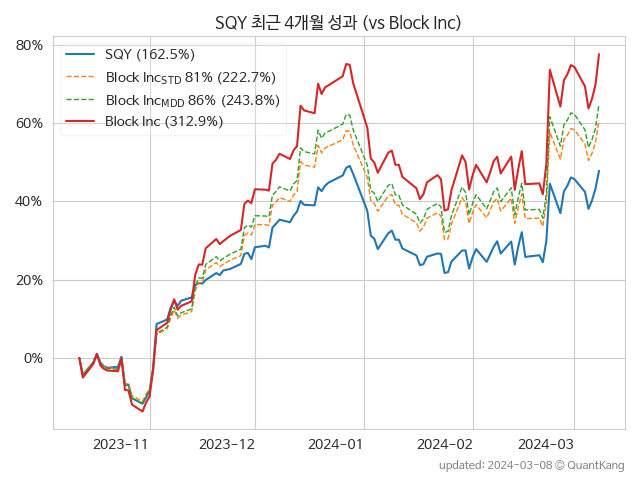 SQY 최근 4개월 성과 (vs Block Inc)
SQY (162.5%)
Block IncSTD 81% (222.7%)
Block IncMDD 86% (243.8%)
Block Inc (312.9%)
80%
60%
40%
20%
0%
2023-11
2023-12
2024-01
2024-02
2024-03
updated: 2024-03-08 © QuantKang